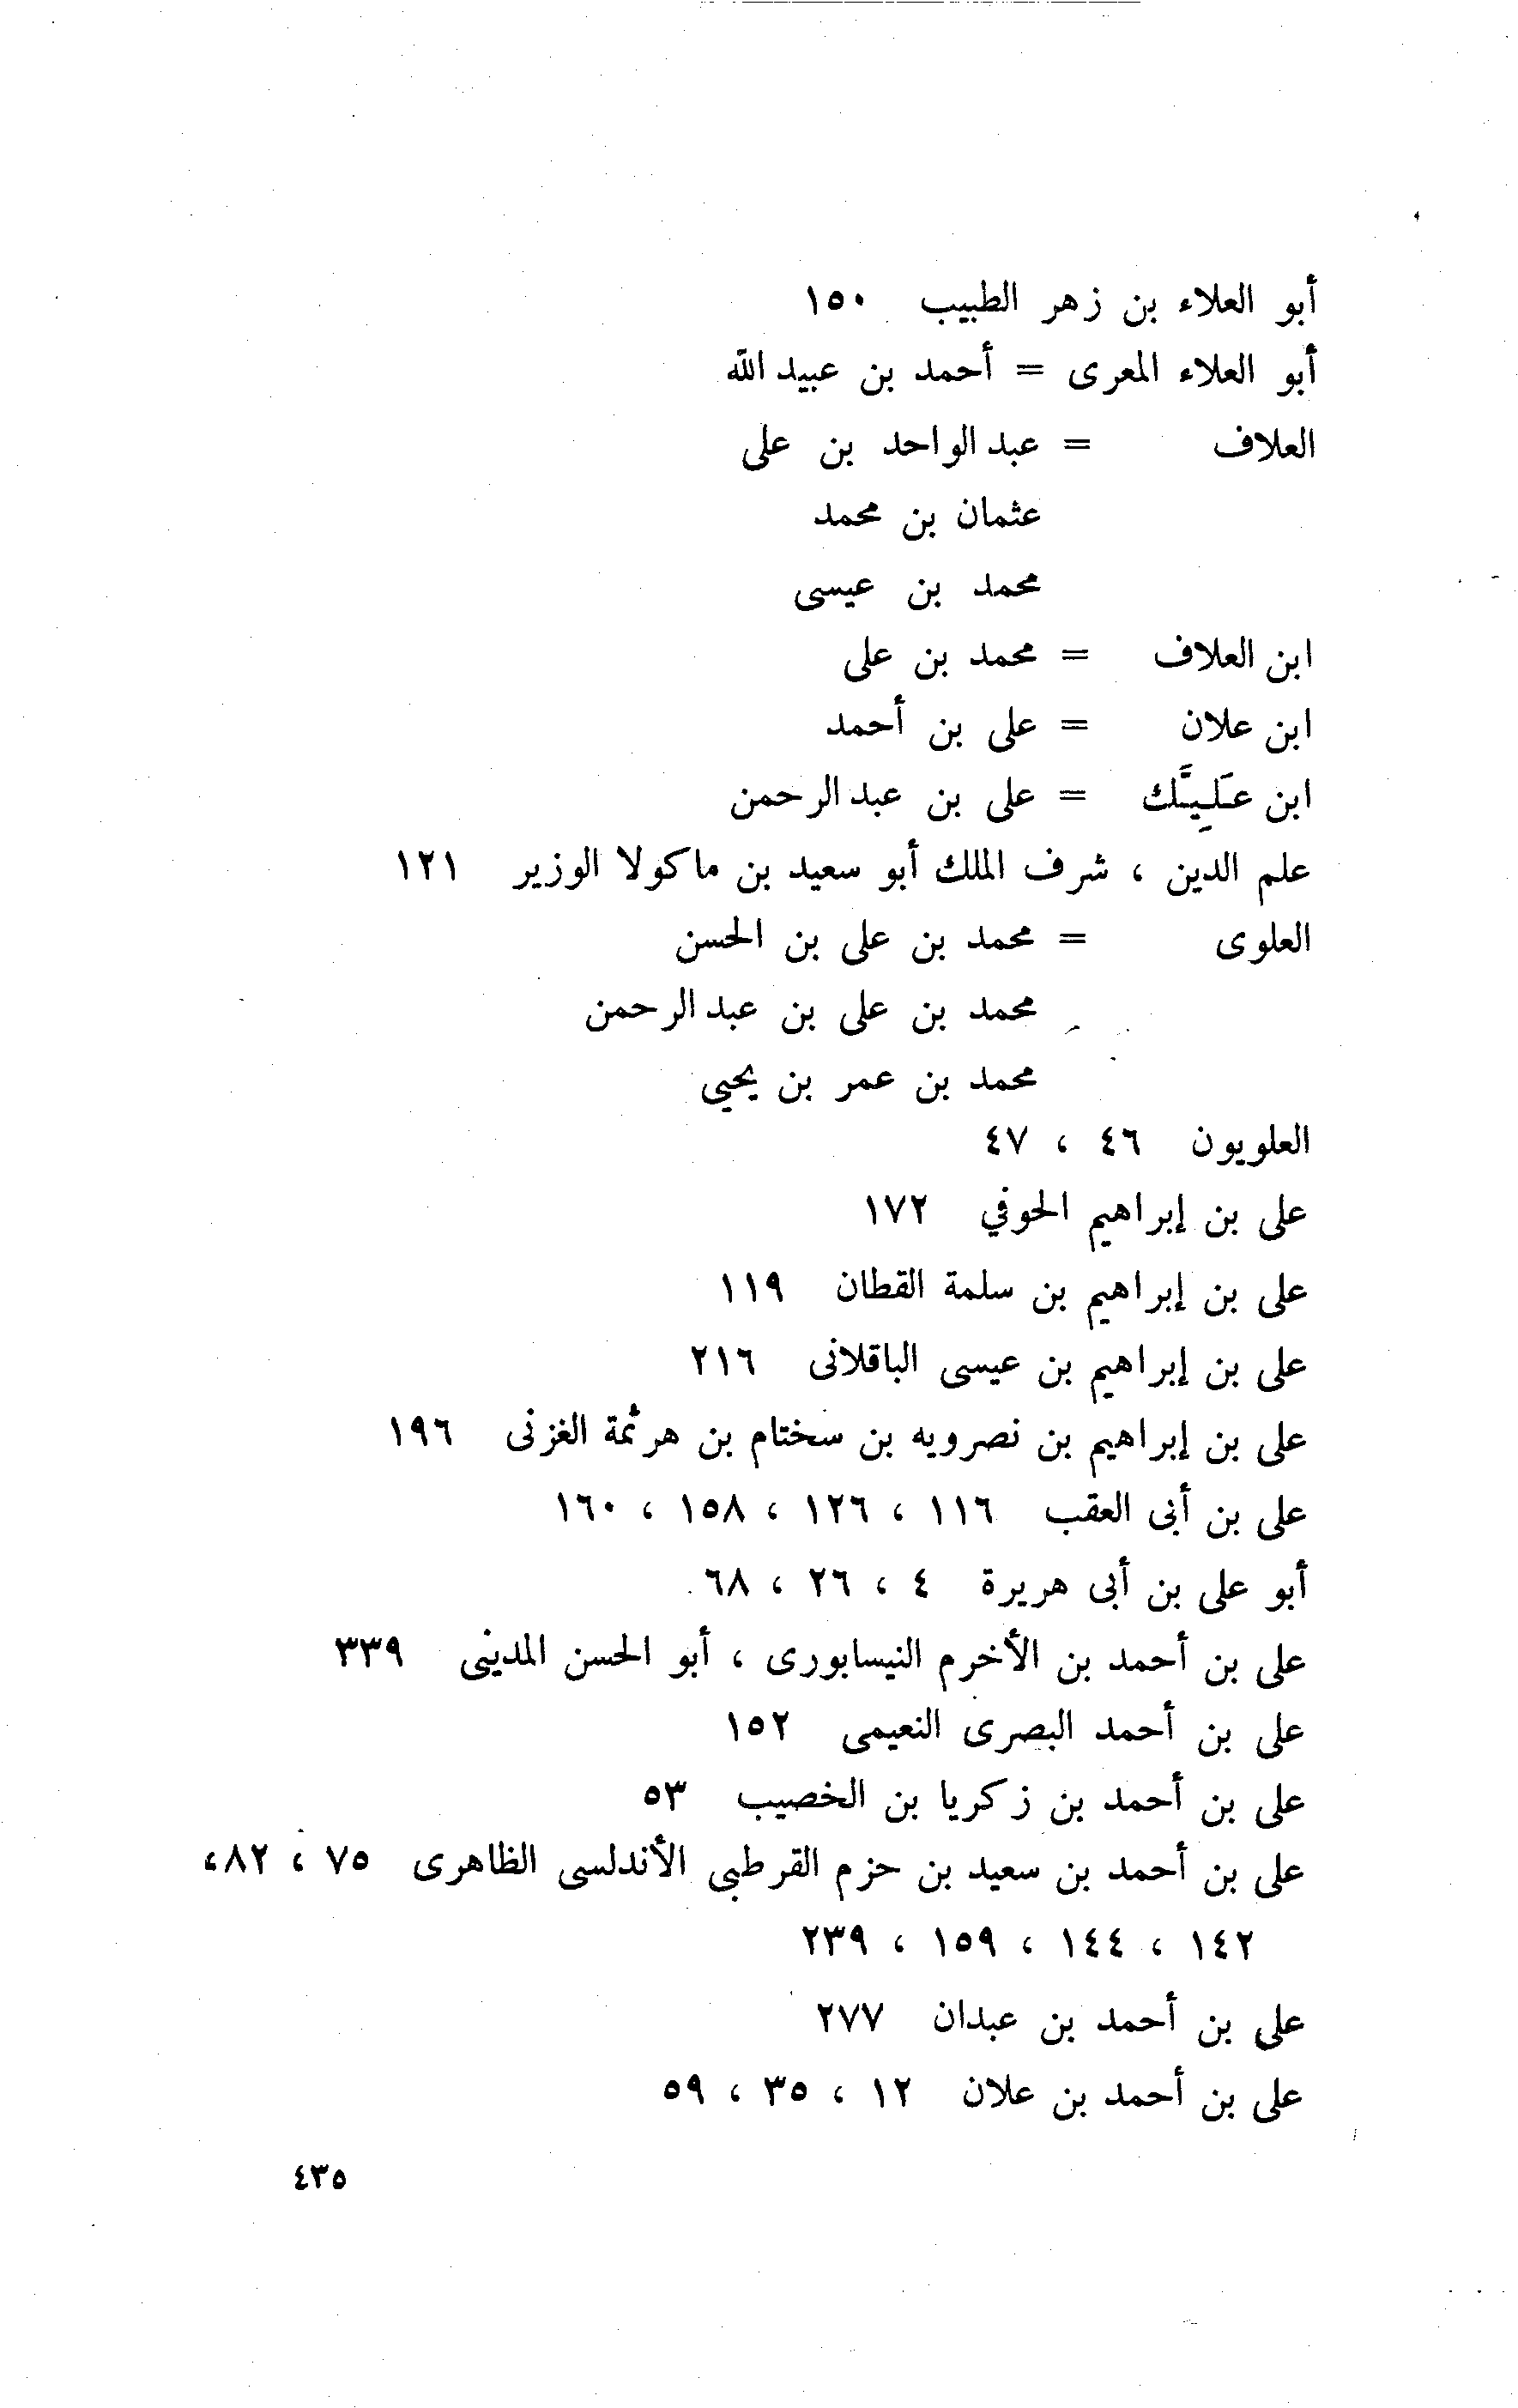 أبو العلاء بن زهر الطبيب ١٥٠
أبو العلاء المعرى = أحمد بن عبيد الله
العلاف = عبد الواحد بن على
عثمان بن محمد
محمد بن عيسى
ابن العلاف = محمد بن على
ابن علان = على بن أحمد
ابن عَلِيَّك = على بن عبد الرحمن
علم الدين ، شرف الملك أبو سعيد بن ماكولا الوزير ١٢١
العلوى = محمد بن على بن الحسن
محمد بن على بن عبد الرحمن
محمد بن عمر بن يحيى
العلويون ٤٦ ، ٤٧
على بن إبراهيم الحوفي ١٧٢
على بن إبراهيم بن سلمة القطان ١١٩
على بن إبراهيم بن عيسى الباقلانى ٢١٦
على بن إبراهيم بن نصرويه بن سختام بن هرثمة الغزنى ١٩٦
على بن أبى العقب ١١٦ ، ١٢٦ ، ١٥٨ ، ١٦٠
أبو على بن أبى هريرة ٤ ، ٢٦ ، ٦٨
على بن أحمد بن الأخرم النيسابورى ، أبو الحسن المدينى ٣٣٩
على بن أحمد البصرى النعيمى ١٥٢
على بن أحمد بن زكريا بن الخصيب ٥٣
على بن أحمد بن سعيد بن حزم القرطبى الأندلسى الظاهرى ٧٥ ، ٨٢،
١٤٢ ، ١٤٤ ، ١٥٩ ، ٢٣٩
على بن أحمد بن عبدان ٢٧٧
على بن أحمد بن علان ١٢ ، ٣٥ ، ٥٩
٤٣٥